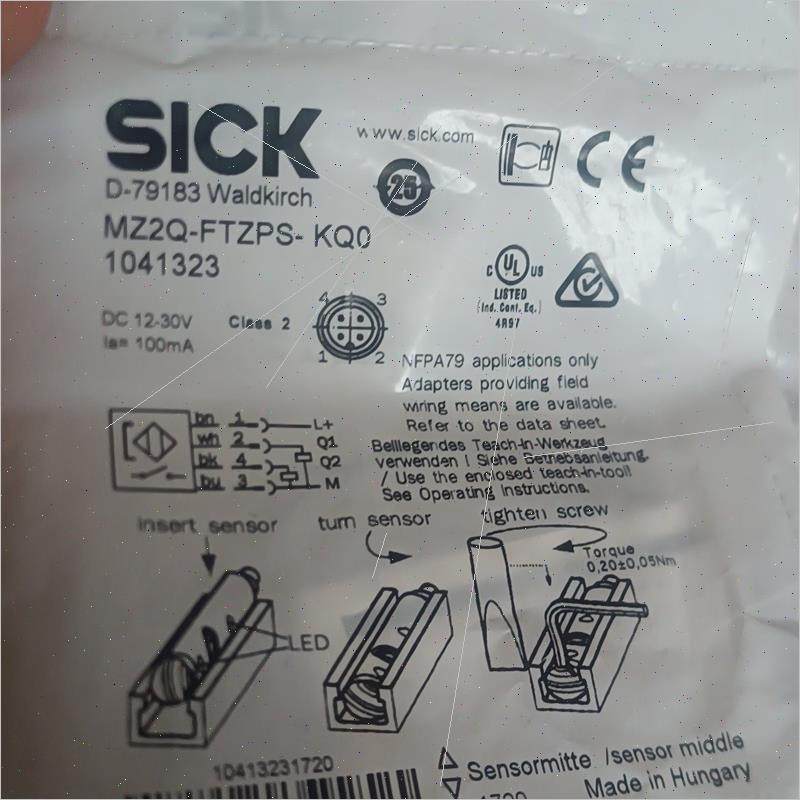 SICK
www.sick.com
D-79183 Waldkirch
25
MZ2Q-FTZPS- KQ0
1041323
C UL US
LISTED
(Ind. Cont. Eq.)
4R97
DC 12-30V
Class 2
Ia= 100mA
4 3
1 2
NFPA79 applications only
Adapters providing field
wiring means are available.
Refer to the data sheet.
bn 1 L+
wh 2 Q1
bk 4 Q2
bu 3 M
Beiliegendes Teach-In-Werkzeug
verwenden ! Siehe Betriebsanleitung.
/ Use the enclosed teach-in-tool!
See Operating Instructions.
insert sensor
turn sensor
tighten screw
Torque
0,20±0,05Nm
LED
10413231720
Sensormitte /sensor middle
Made in Hungary